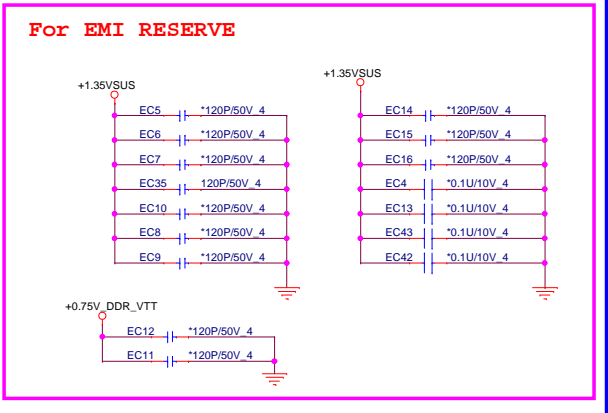 For EMI RESERVE
+1.35VSUS
EC5 *120P/50V_4
EC6 *120P/50V_4
EC7 *120P/50V_4
EC35 120P/50V_4
EC10 *120P/50V_4
EC8 *120P/50V_4
EC9 *120P/50V_4
+1.35VSUS
EC14 *120P/50V_4
EC15 *120P/50V_4
EC16 *120P/50V_4
EC4 *0.1U/10V_4
EC13 *0.1U/10V_4
EC43 *0.1U/10V_4
EC42 *0.1U/10V_4
+0.75V_DDR_VTT
EC12 *120P/50V_4
EC11 *120P/50V_4